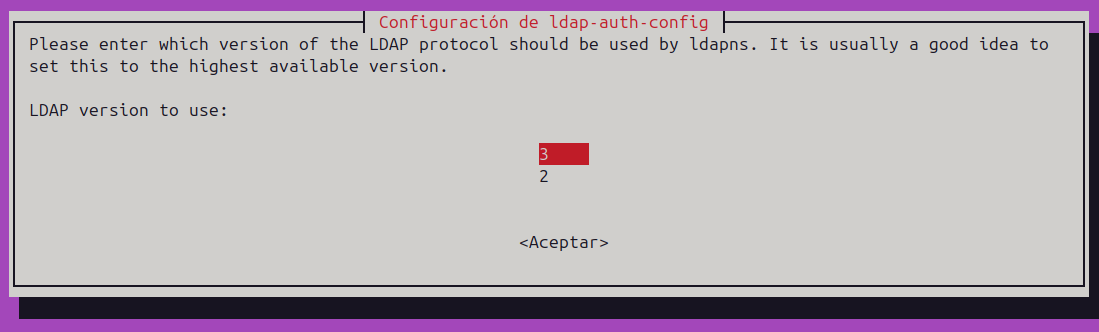 Configuración de ldap-auth-config
Please enter which version of the LDAP protocol should be used by ldapns. It is usually a good idea to
set this to the highest available version.
LDAP version to use:
3
2
<Aceptar>